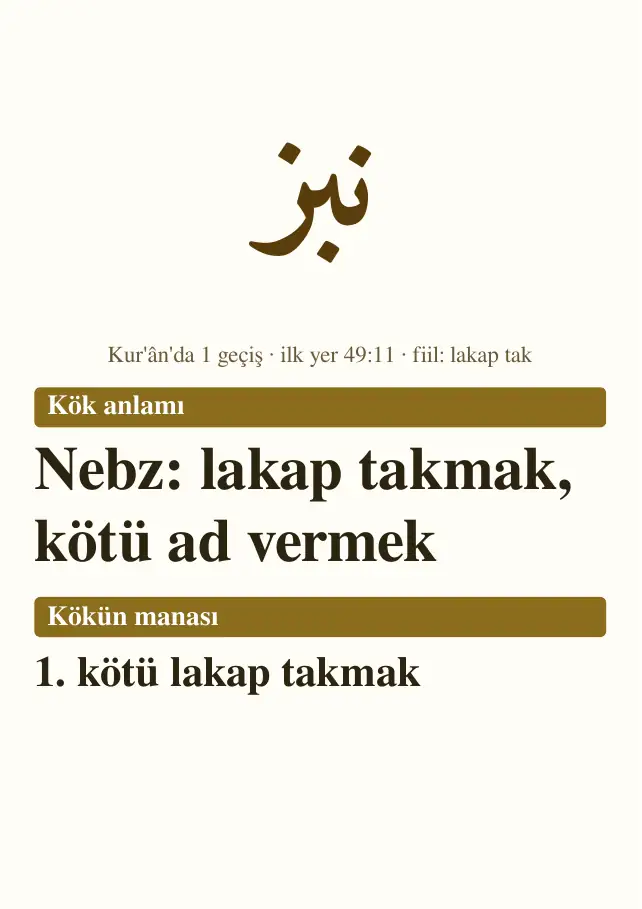 نبز
Kur'ân'da 1 geçiş · ilk yer 49:11 · fiil: lakap tak
Kök anlamı
Nebz: lakap takmak,
kötü ad vermek
Kökün manası
1. kötü lakap takmak